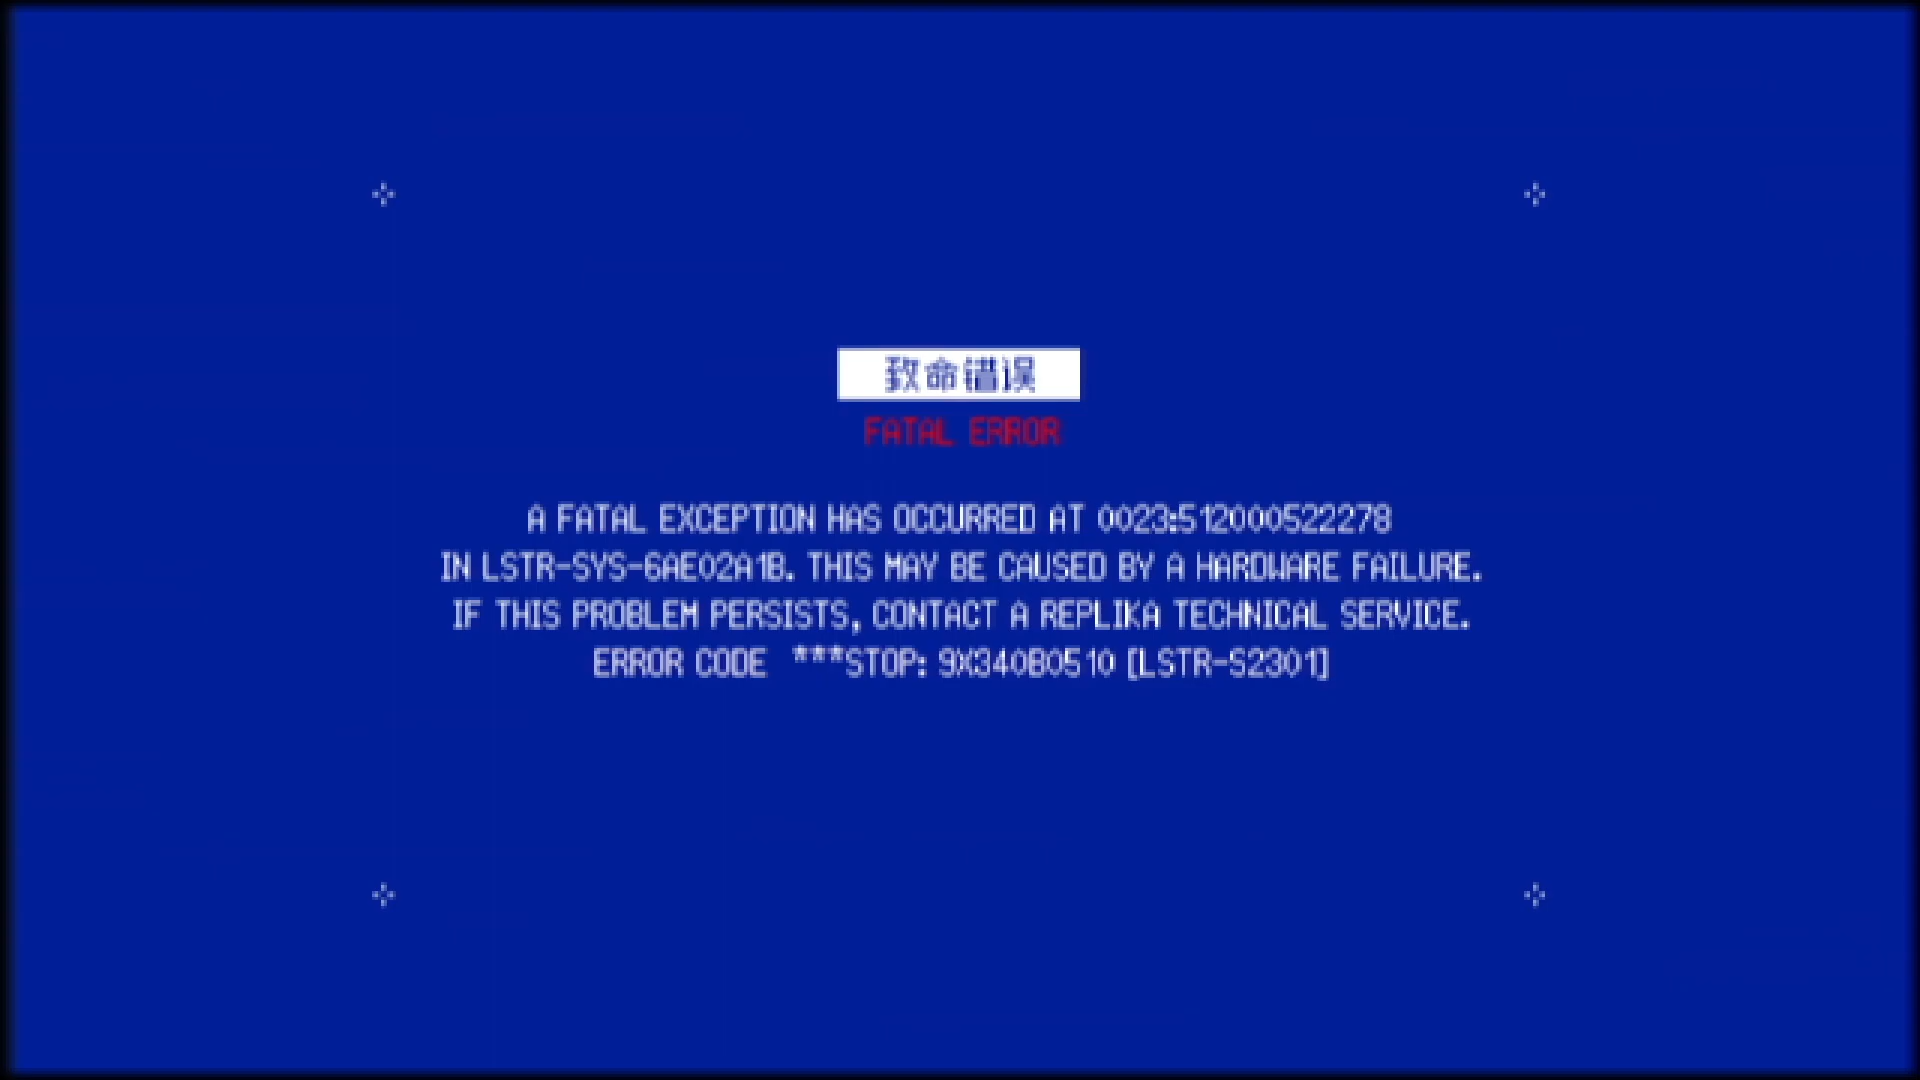 致命错误
FATAL ERROR
A FATAL EXCEPTION HAS OCCURRED AT 0023:512000522278
IN LSTR-SYS-6AE02A1B. THIS MAY BE CAUSED BY A HARDWARE FAILURE.
IF THIS PROBLEM PERSISTS, CONTACT A REPLIKA TECHNICAL SERVICE.
ERROR CODE ***STOP: 9X340B0510 [LSTR-S2301]